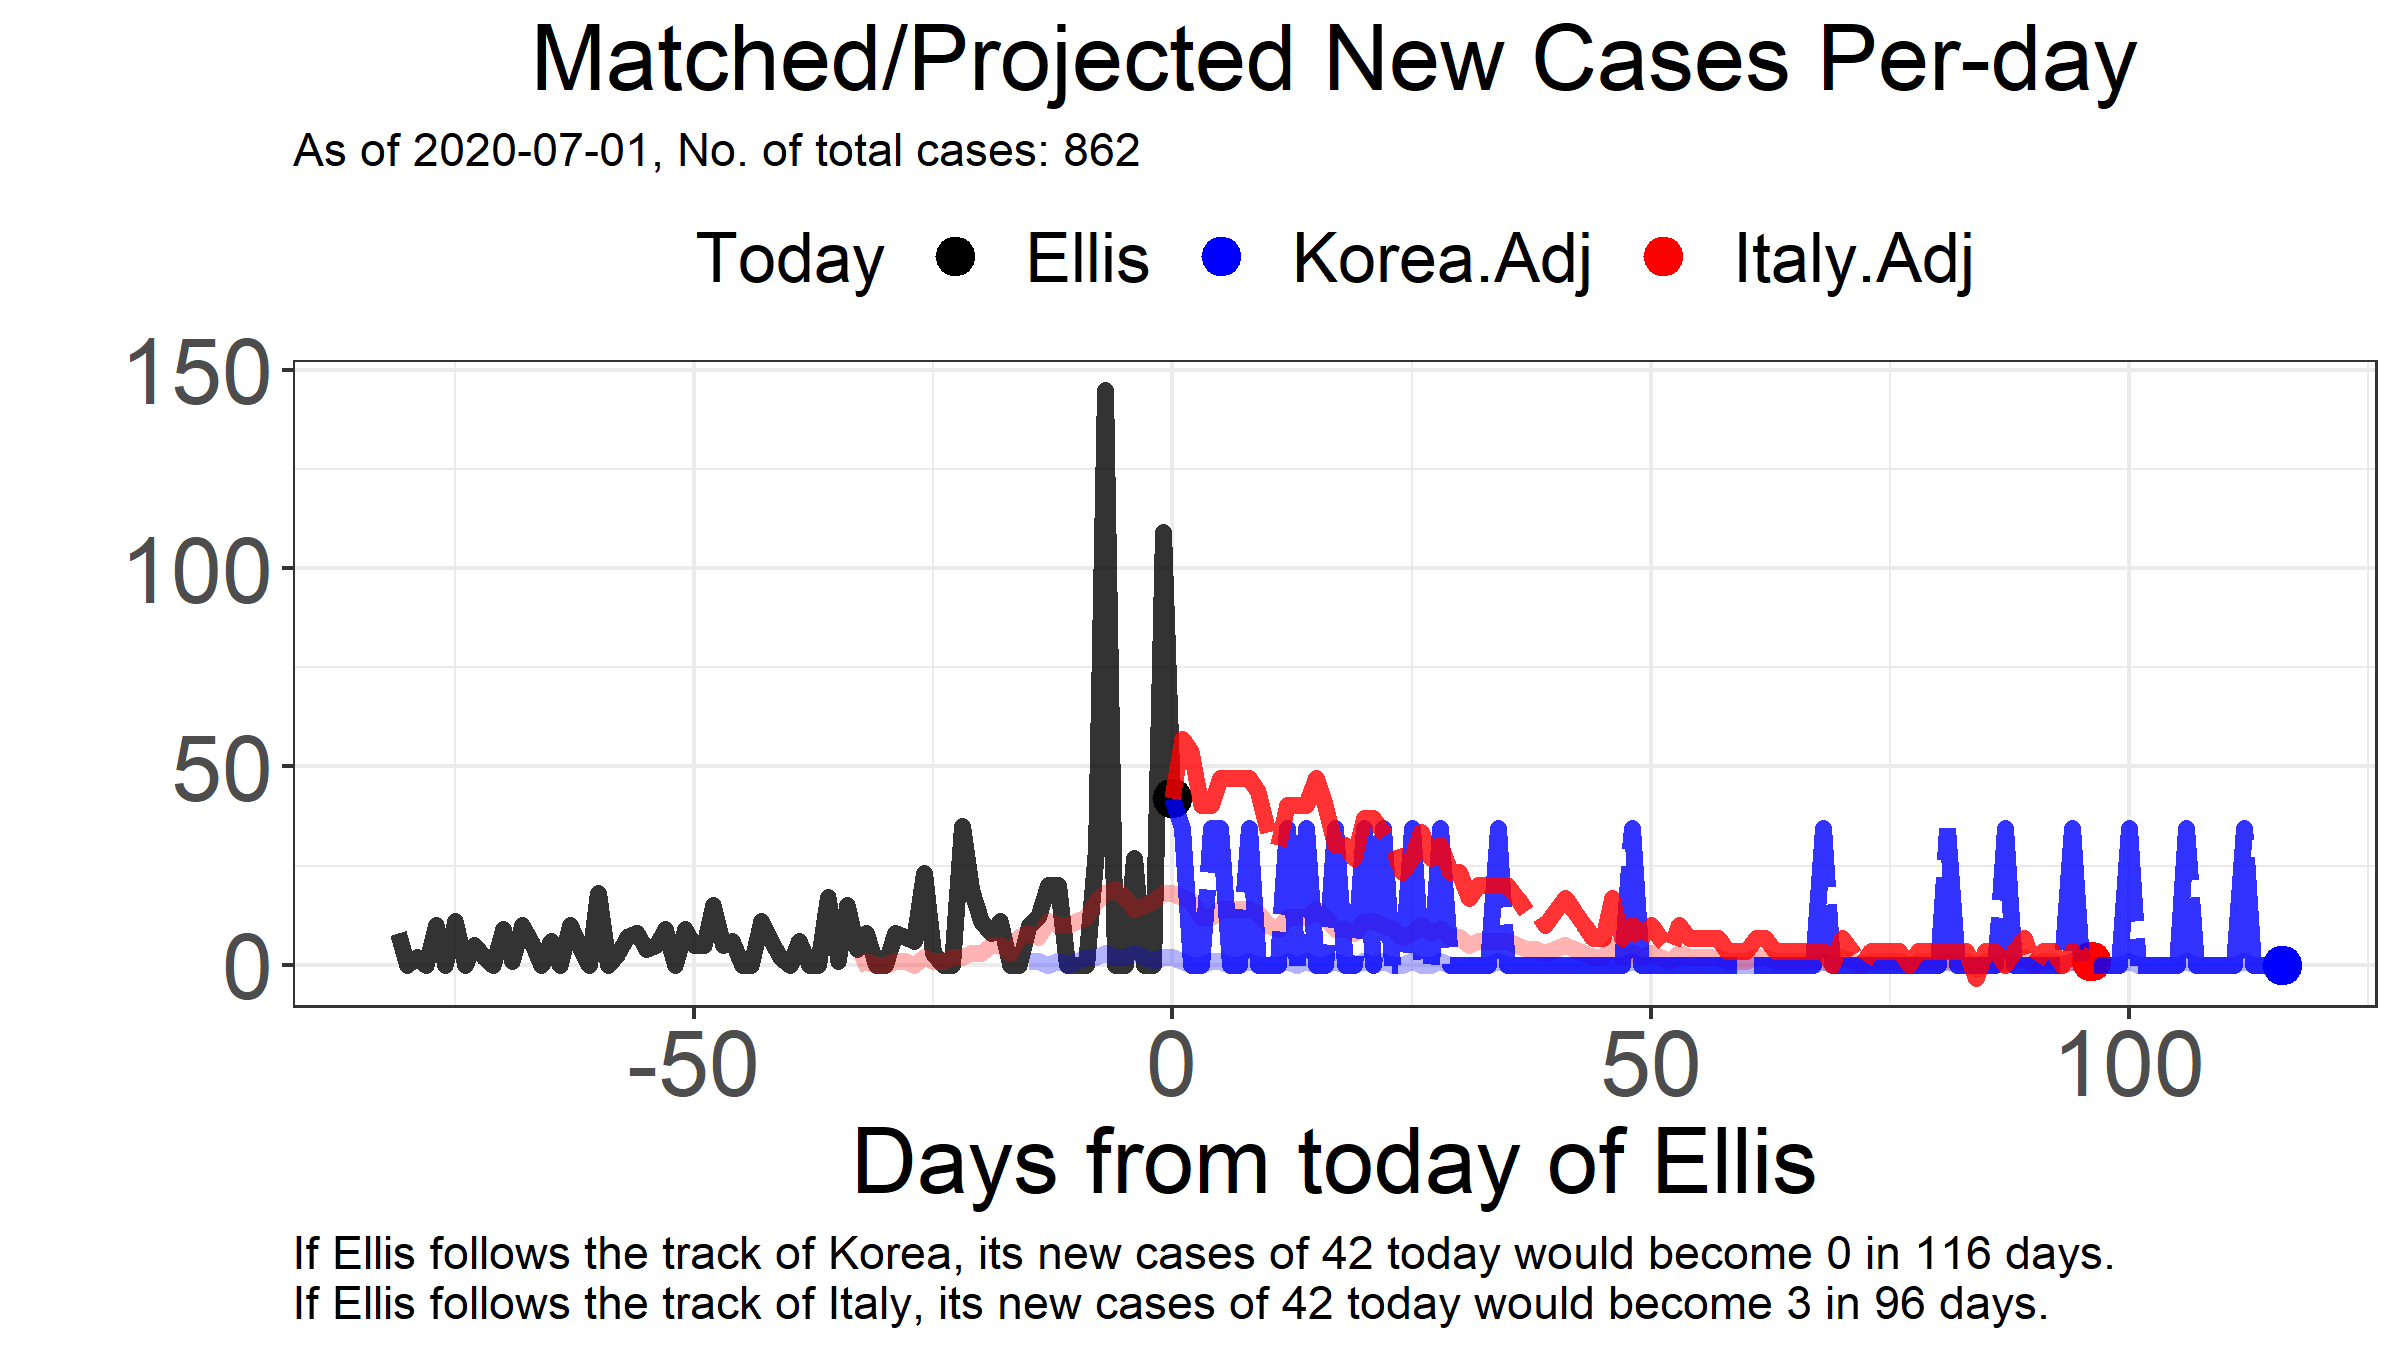 Matched/Projected New Cases Per-day
As of 2020-07-01, No. of total cases: 862
Today Ellis Korea.Adj Italy.Adj
150
100
50
0
-50 0 50 100
Days from today of Ellis
If Ellis follows the track of Korea, its new cases of 42 today would become 0 in 116 days.
If Ellis follows the track of Italy, its new cases of 42 today would become 3 in 96 days.